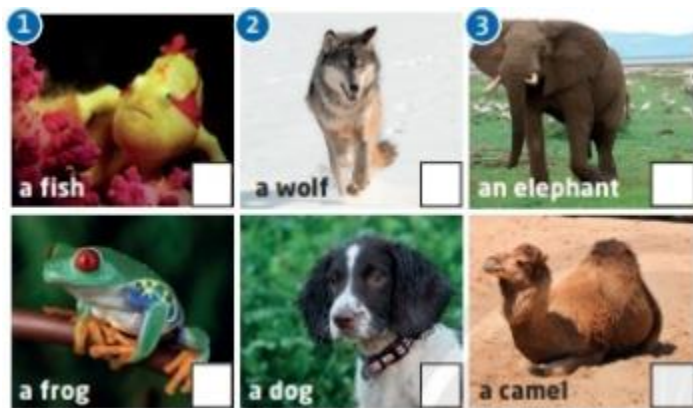 1
2
3
a fish
a wolf
an elephant
a frog
a dog
a camel